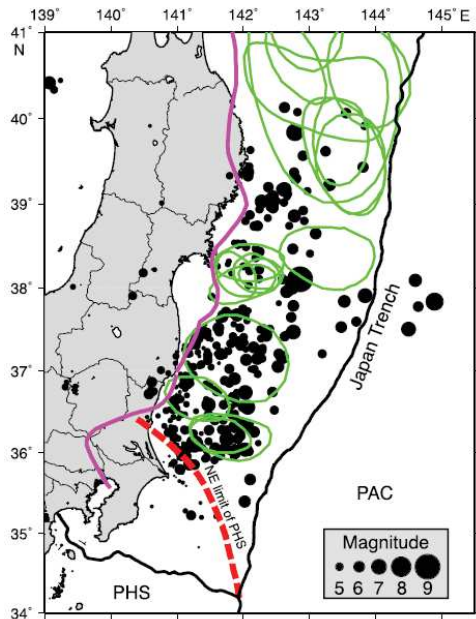 139° 140° 141° 142° 143° 144° 145° E
41°
N
40°
39°
38°
37°
36°
35°
34°
Japan Trench
NE limit of PHS
PAC
PHS
Magnitude
5 6 7 8 9